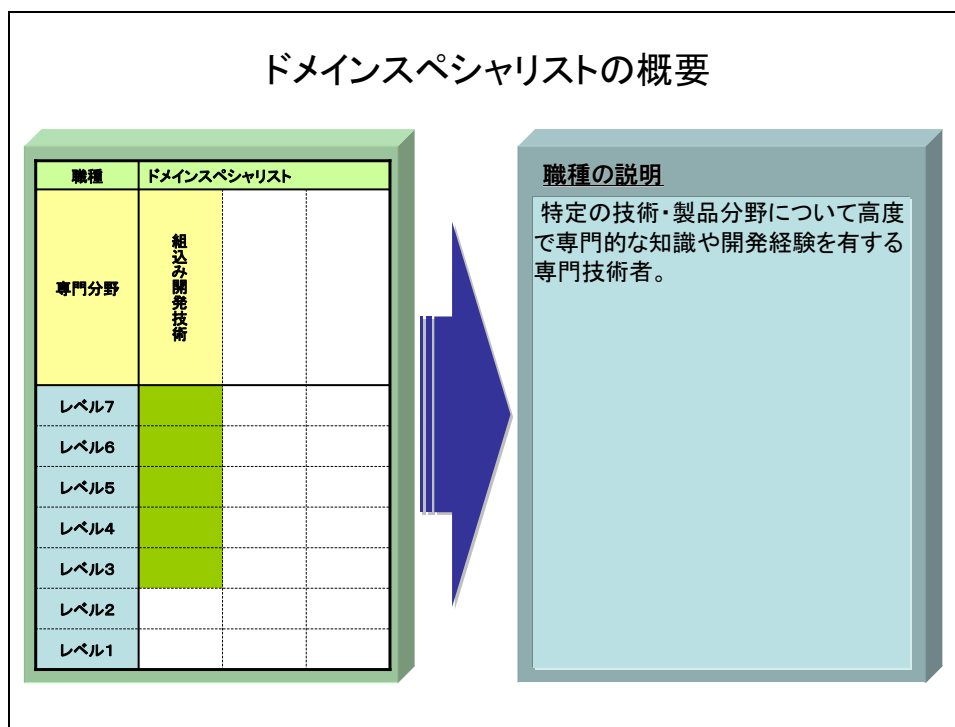 ドメインスペシャリストの概要
職種
ドメインスペシャリスト
専門分野
組込み開発技術
レベル7
レベル6
レベル5
レベル4
レベル3
レベル2
レベル1
職種の説明
特定の技術・製品分野について高度
で専門的な知識や開発経験を有する
専門技術者。